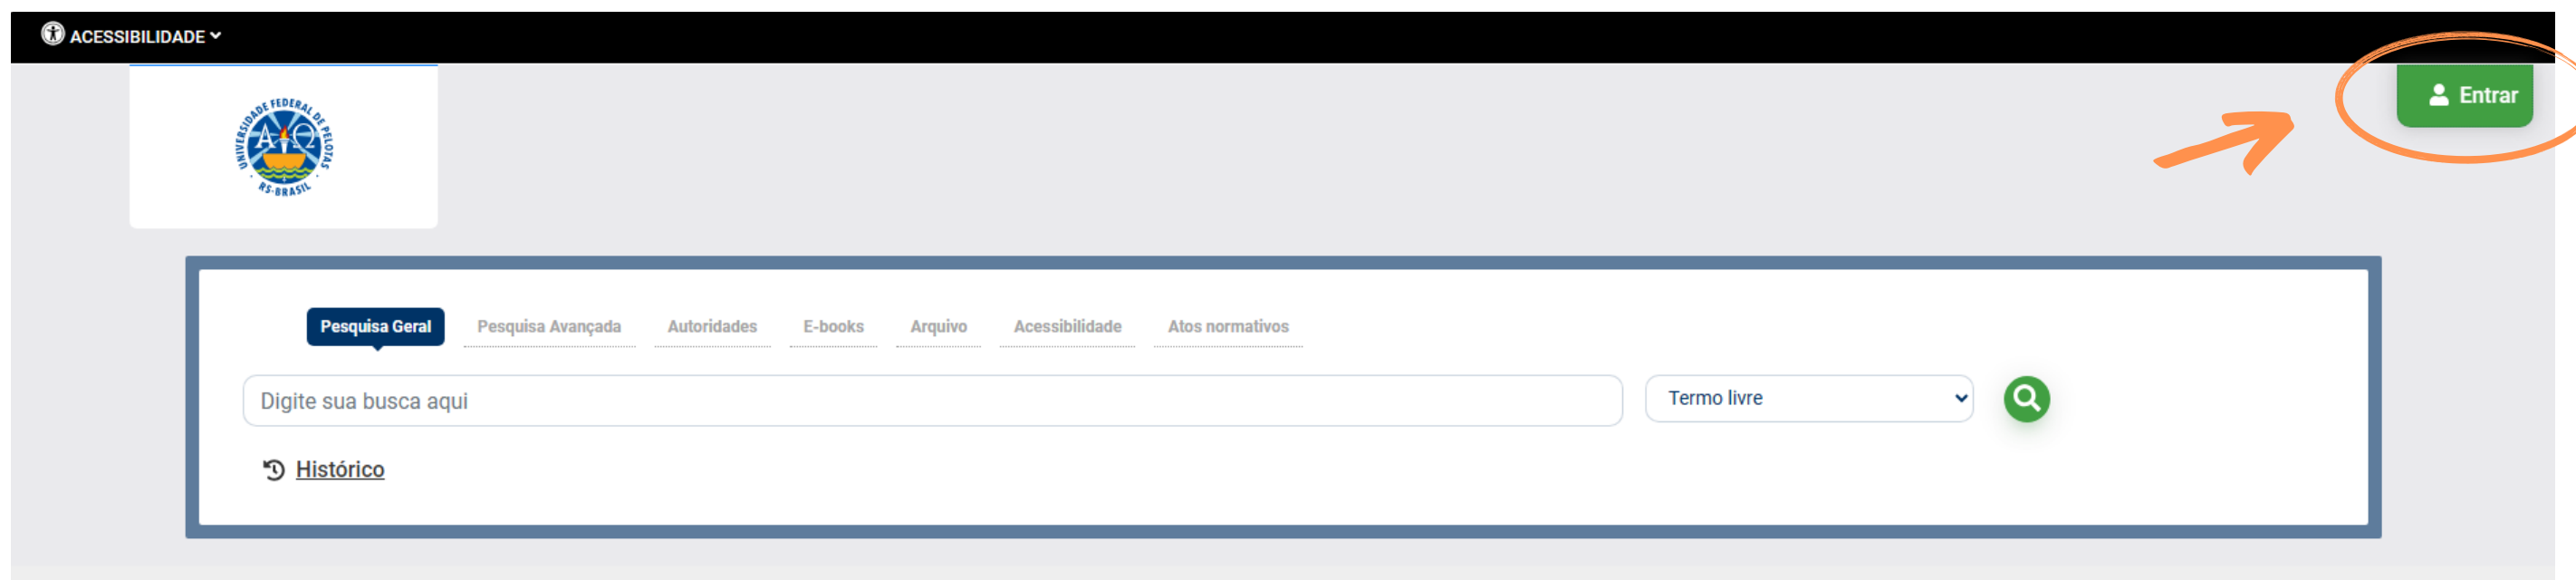 ACESSIBILIDADE
Entrar
UNIVERSIDADE FEDERAL DE PELOTAS
RS-BRASIL
Α Ω
Pesquisa Geral
Pesquisa Avançada
Autoridades
E-books
Arquivo
Acessibilidade
Atos normativos
Digite sua busca aqui
Termo livre
Histórico